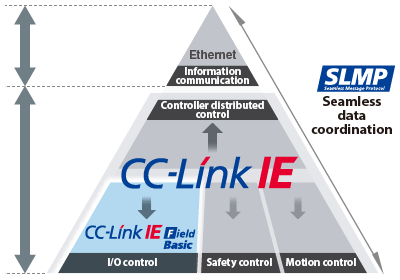 Ethernet
Information
communication
SLMP
Seamless Message Protocol
Seamless
data
coordination
Controller distributed
control
CC-Link IE
CC-Link IE Field
Basic
I/O control
Safety control
Motion control